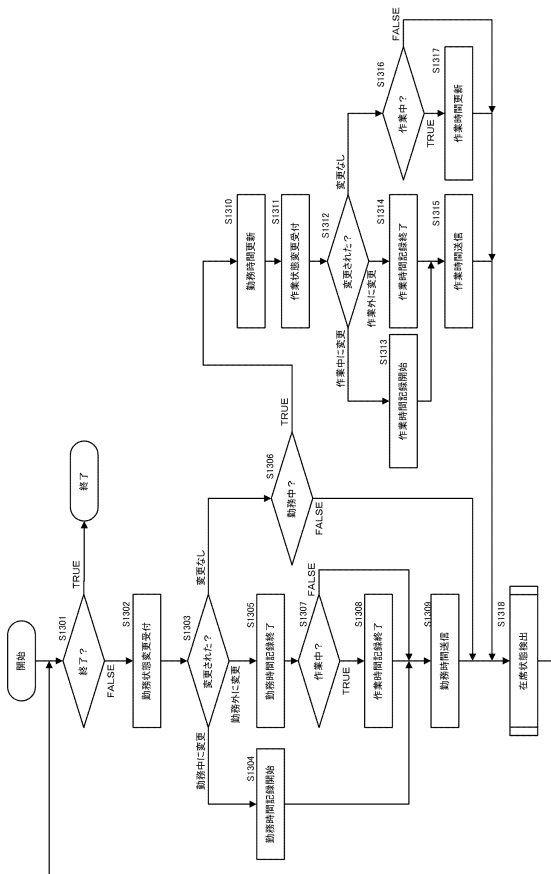 開始
S1301
終了？
TRUE
終了
FALSE
S1302
勤務状態変更受付
S1303
変更された？
勤務中に変更
勤務外に変更
変更なし
S1304
勤務時間記録開始
S1305
勤務時間記録終了
S1306
勤務中？
TRUE
FALSE
S1307
作業中？
FALSE
TRUE
S1308
作業時間記録終了
S1309
勤務時間送信
S1310
勤務時間更新
S1311
作業状態変更受付
S1312
変更された？
作業中に変更
作業外に変更
変更なし
S1313
作業時間記録開始
S1314
作業時間記録終了
S1315
作業時間送信
S1316
作業中？
FALSE
TRUE
S1317
作業時間更新
S1318
在席状態検出